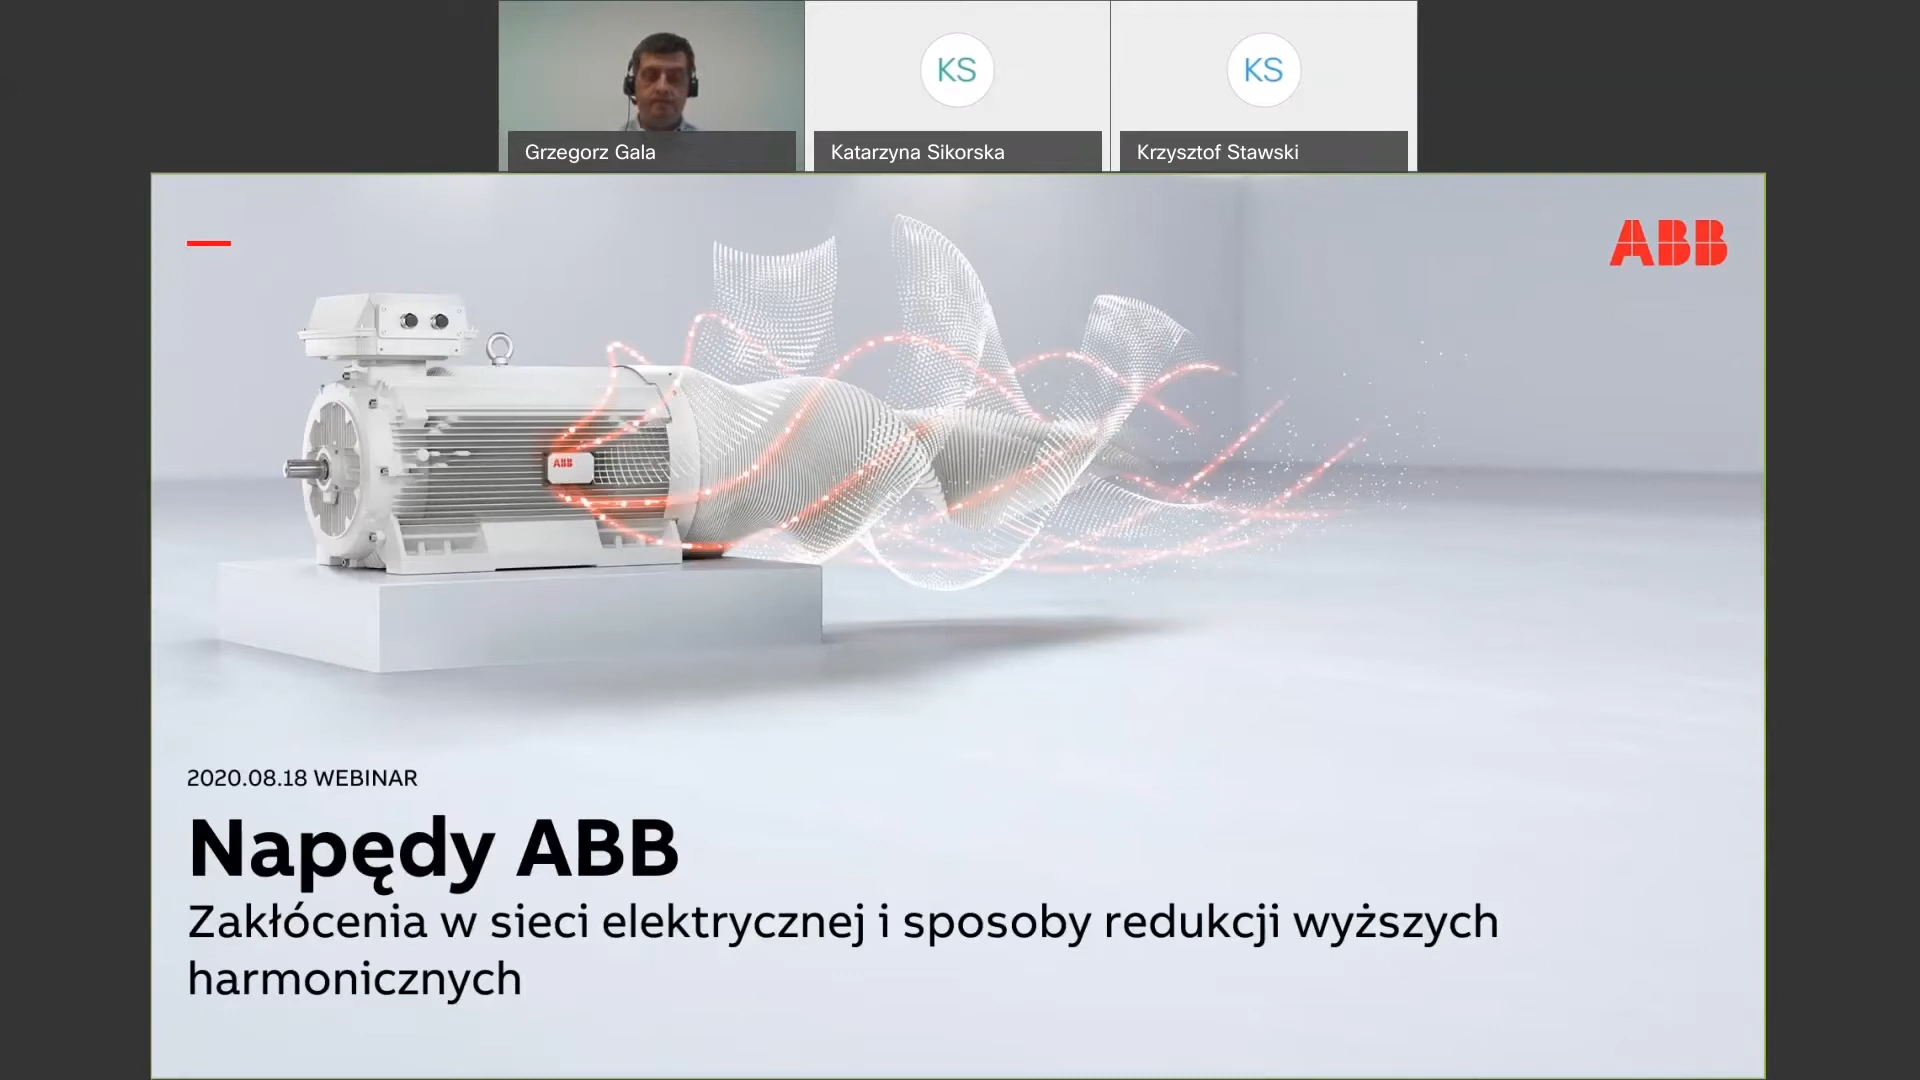 KS
KS
Grzegorz Gala
Katarzyna Sikorska
Krzysztof Stawski
ABB
ABB
2020.08.18 WEBINAR
Napędy ABB
Zakłócenia w sieci elektrycznej i sposoby redukcji wyższych
harmonicznych